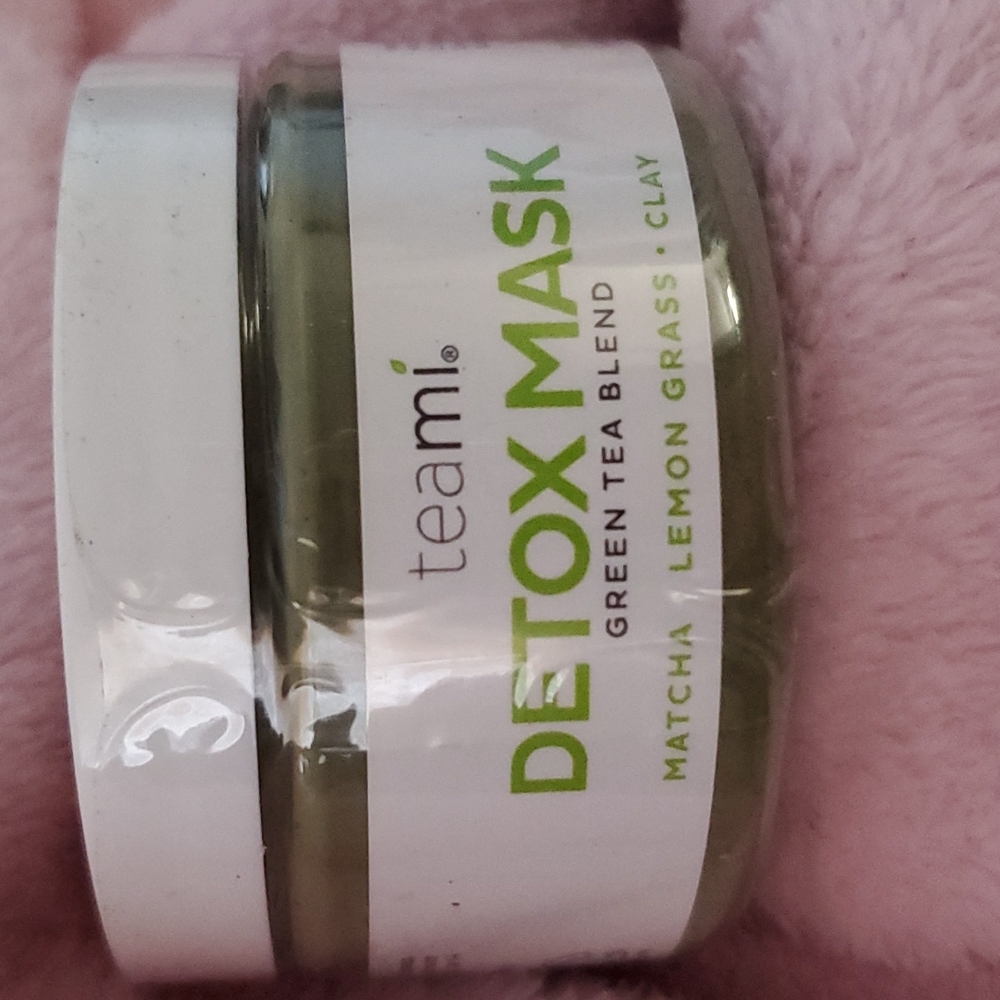 teami®
DETOX MASK
GREEN TEA BLEND
MATCHA LEMON GRASS · CLAY